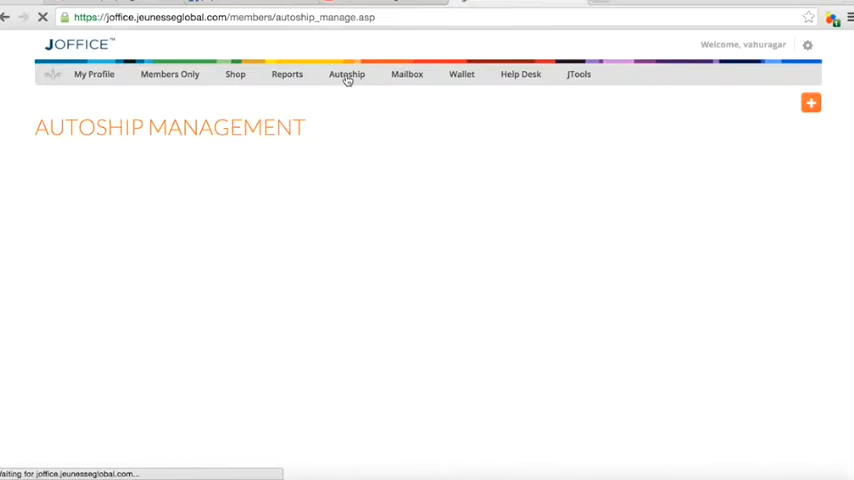 https://joffice.jeunesseglobal.com/members/autoship_manage.asp
JOFFICE™
Welcome, vahuragar
My Profile Members Only Shop Reports Autoship Mailbox Wallet Help Desk JTools
AUTOSHIP MANAGEMENT
Waiting for joffice.jeunesseglobal.com...